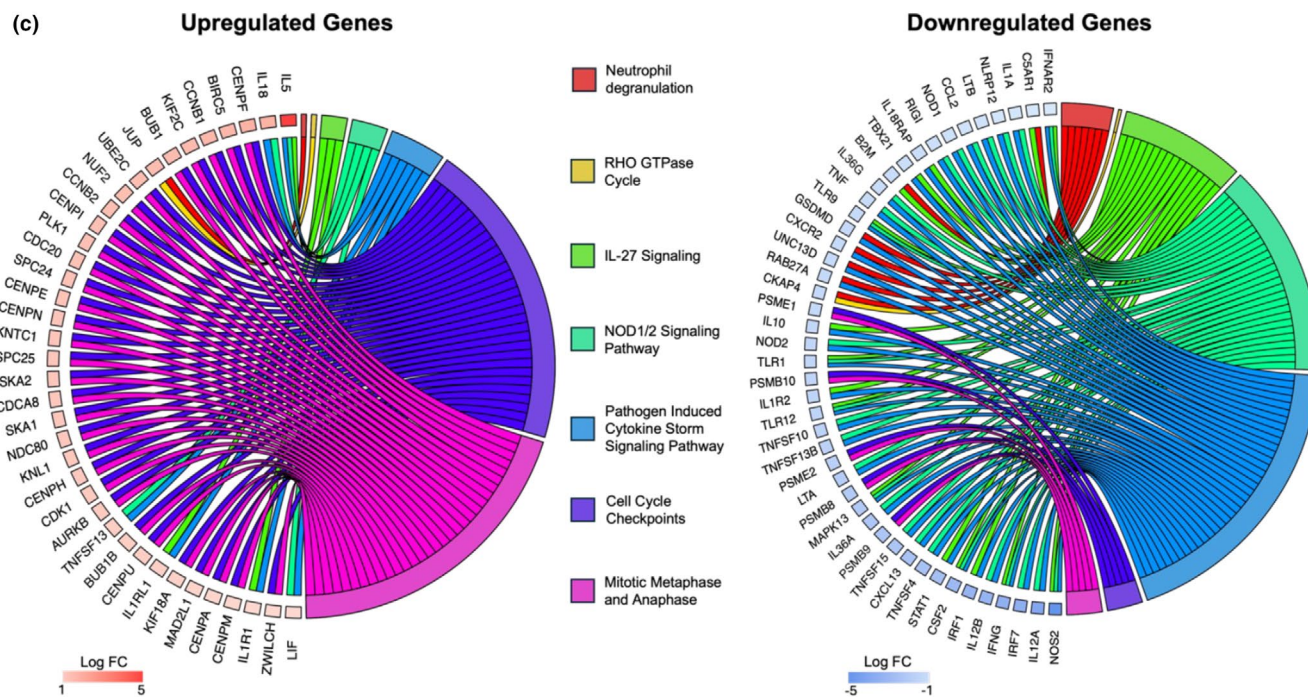 (c)
Upregulated Genes
Downregulated Genes
IL5
IL18
CENPF
BIRC5
CCNB1
KIF2C
BUB1
JUP
UBE2C
NUF2
CCNB2
CENPI
PLK1
CDC20
SPC24
CENPE
CENPN
KNTC1
SPC25
SKA2
CDCA8
SKA1
NDC80
KNL1
CENPH
CDK1
AURKB
TNFSF13
BUB1B
CENPU
IL1RL1
KIF18A
MAD2L1
CENPA
CENPM
IL1R1
ZWILCH
LIF
Log FC
1 5
Neutrophil
degranulation
RHO GTPase
Cycle
IL-27 Signaling
NOD1/2 Signaling
Pathway
Pathogen Induced
Cytokine Storm
Signaling Pathway
Cell Cycle
Checkpoints
Mitotic Metaphase
and Anaphase
IFNAR2
C5AR1
IL1A
NLRP12
LTB
CCL2
NOD1
RIGI
IL18RAP
TBX21
B2M
IL36G
TNF
TLR9
GSDMD
CXCR2
UNC13D
RAB27A
CKAP4
PSME1
IL10
NOD2
TLR1
PSMB10
IL1R2
TLR12
TNFSF10
TNFSF13B
PSME2
LTA
PSMB8
MAPK13
IL36A
PSMB9
TNFSF15
CXCL13
TNFSF4
STAT1
CSF2
IRF1
IL12B
IFNG
IRF7
IL12A
NOS2
Log FC
-5 -1